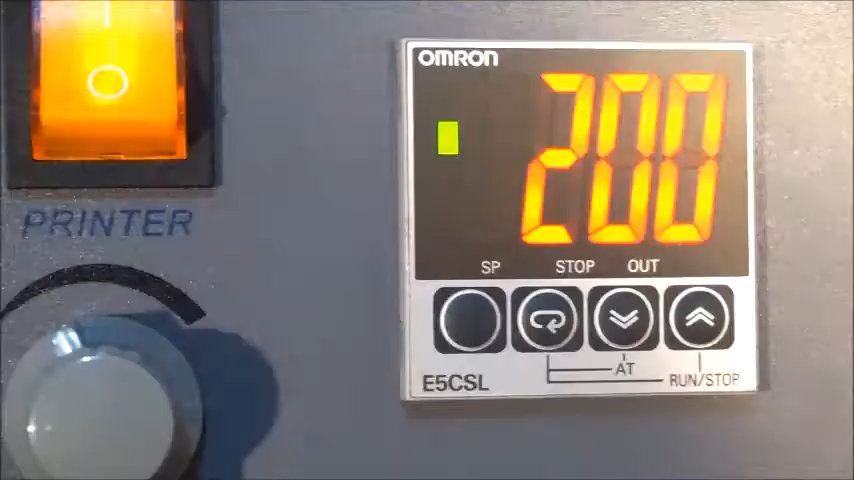 OMRON
200
SP STOP OUT
AT
RUN/STOP
E5CSL
PRINTER